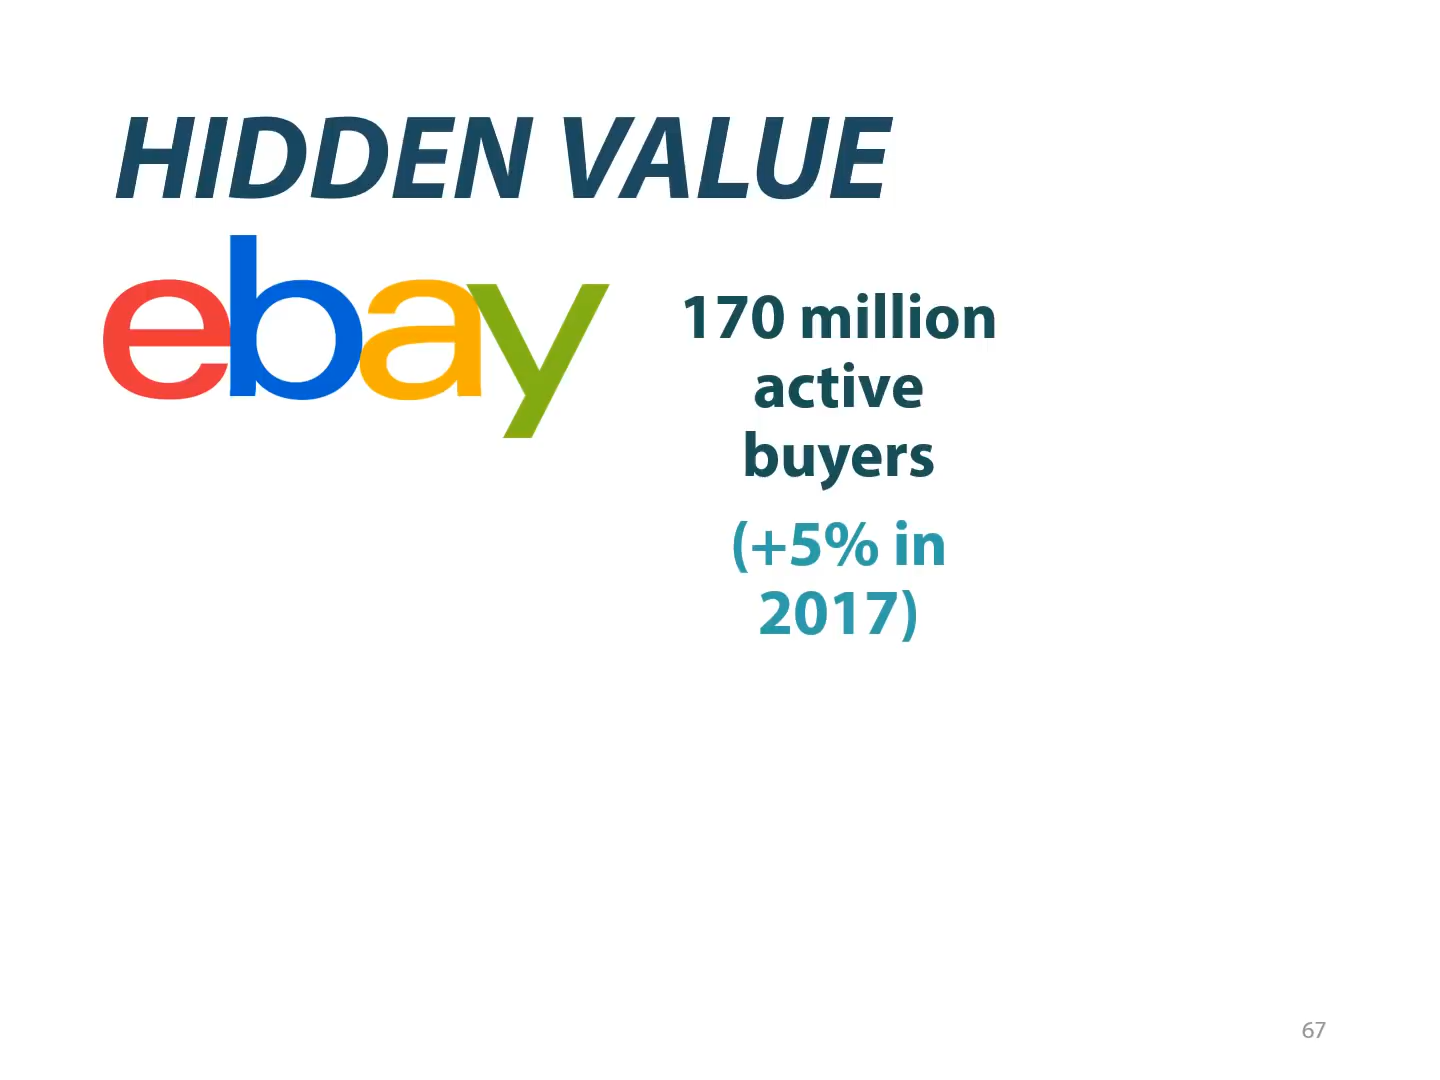 HIDDEN VALUE
ebay
170 million
active
buyers
(+5% in
2017)
67